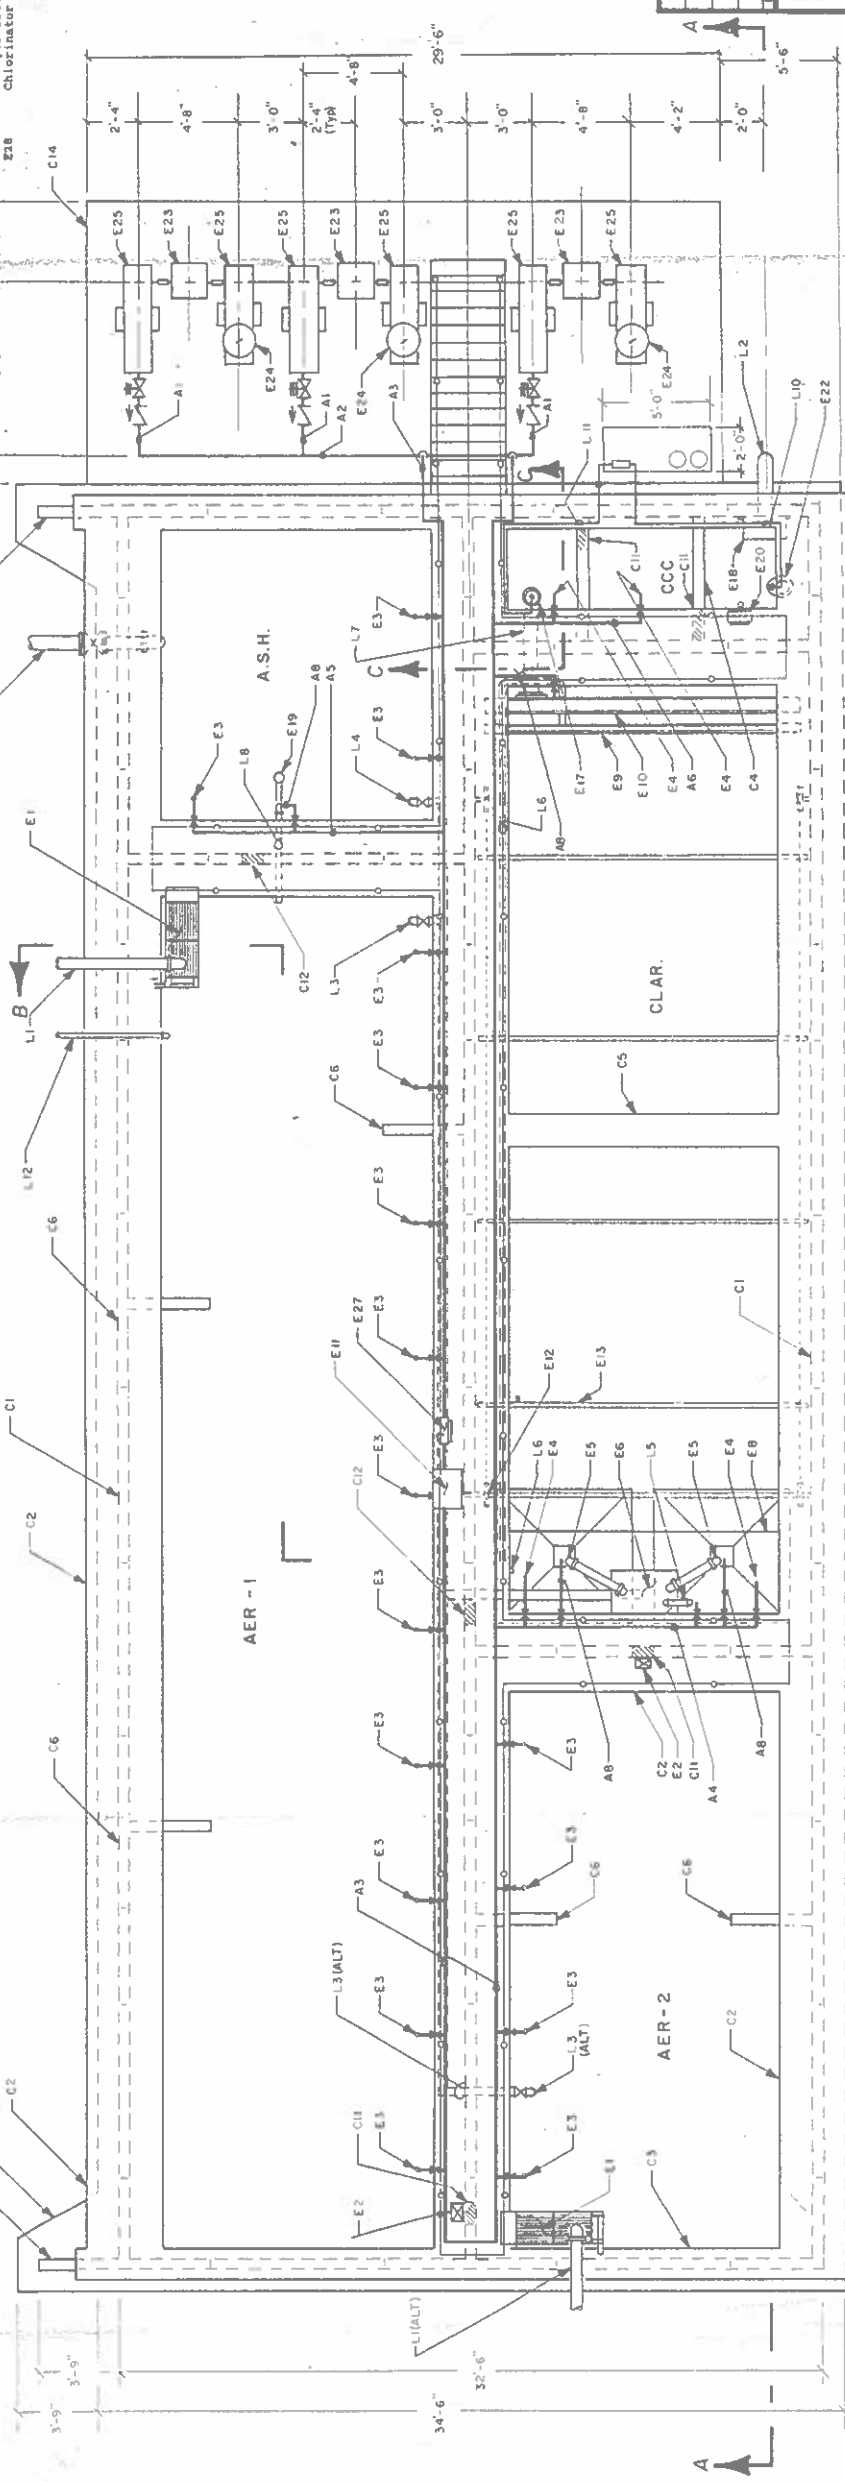 E18 Chlorinator
C14
29'-6"
5'-6"
2'-4"
4'-8"
3'-0"
4'-8"
2'-4"
(Typ)
3'-0"
3'-0"
4'-8"
4'-2"
2'-0"
A
E25
E23
E25
E25
E23
E25
E25
E23
E25
E24
E24
E24
A1
A1
A2
A3
A1
5'-0"
2'-0"
L2
L10
E22
L11
C
C11
CCC
C11
E18
E20
L7
E3
A.S.H.
E3
L4
C
E3
L8
E19
A8
A5
E1
B
L1
L12
C12
L3
E3
E3
E3
C6
E17
A8
E9
E10
E4
A6
E4
C4
L6
CLAR.
C5
C6
C1
C2
C6
C2
AER-1
E3
E27
E11
E3
C12
E3
E12
E13
C1
L6
E4
E5
E6
L5
E5
E4
E8
E3
E3
E3
A3
L3(ALT)
C11
E3
E2
A8
C2
E2
C11
A4
A8
E3
E3
C6
C6
E3
L3
(ALT)
AER-2
C2
E3
E1
C3
L1(ALT)
3'-9"
3'-9"
34'-6"
32'-6"
A